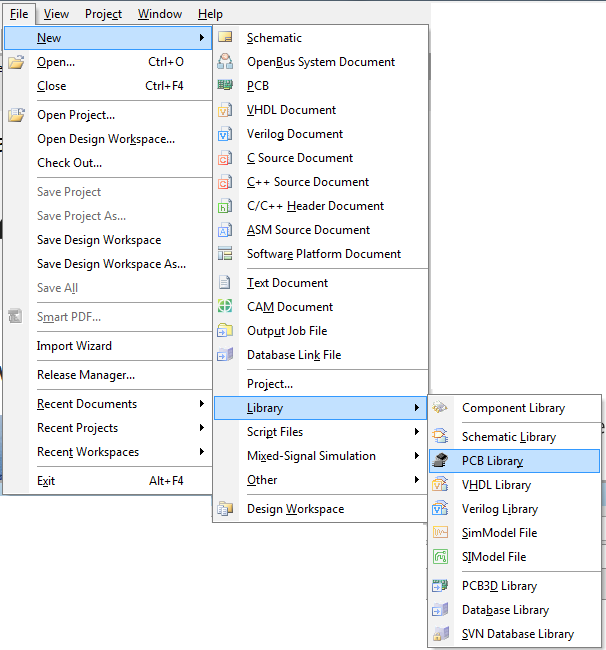 File View Project Window Help
New
Open... Ctrl+O
Close Ctrl+F4
Open Project...
Open Design Workspace...
Check Out...
Save Project
Save Project As...
Save Design Workspace
Save Design Workspace As...
Save All
Smart PDF...
Import Wizard
Release Manager...
Recent Documents
Recent Projects
Recent Workspaces
Exit Alt+F4
Schematic
OpenBus System Document
PCB
VHDL Document
Verilog Document
C Source Document
C++ Source Document
C/C++ Header Document
ASM Source Document
Software Platform Document
Text Document
CAM Document
Output Job File
Database Link File
Project...
Library
Script Files
Mixed-Signal Simulation
Other
Design Workspace
Component Library
Schematic Library
PCB Library
VHDL Library
Verilog Library
SimModel File
SIModel File
PCB3D Library
Database Library
SVN Database Library